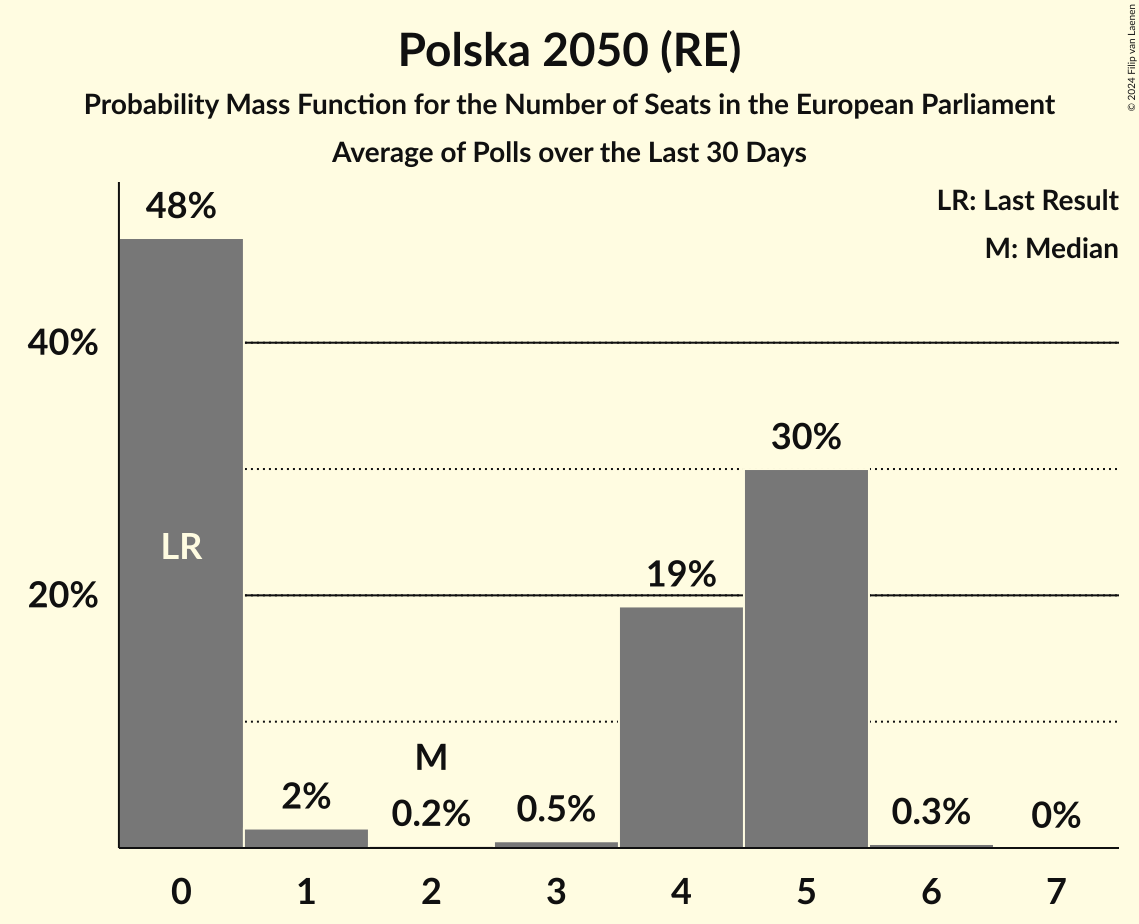 Polska 2050 (RE)
Probability Mass Function for the Number of Seats in the European Parliament
Average of Polls over the Last 30 Days
© 2024 Filip van Laenen
LR: Last Result
M: Median
48%
40%
30%
LR
19%
20%
M
2%
0.2%
0.5%
0.3%
0%
0 1 2 3 4 5 6 7